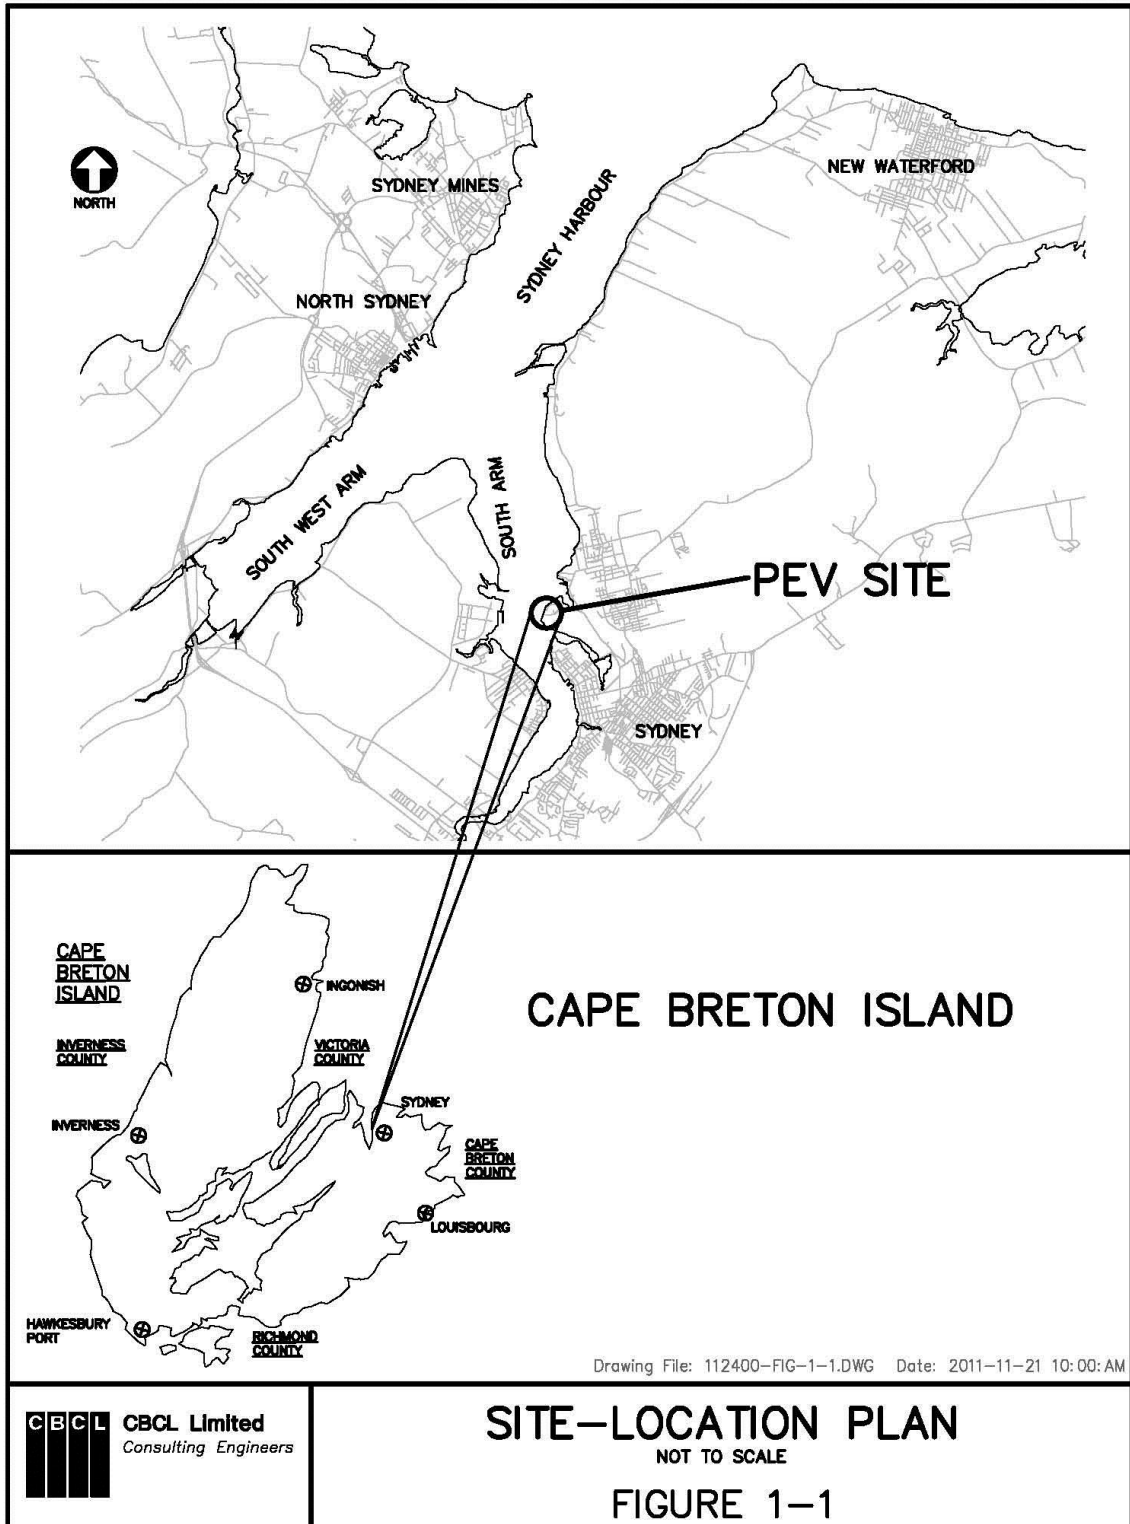 NORTH
SYDNEY MINES
NEW WATERFORD
SYDNEY HARBOUR
NORTH SYDNEY
SOUTH WEST ARM
SOUTH ARM
PEV SITE
SYDNEY
CAPE
BRETON
ISLAND
INGONISH
CAPE BRETON ISLAND
INVERNESS
COUNTY
VICTORIA
COUNTY
SYDNEY
INVERNESS
CAPE
BRETON
COUNTY
LOUISBOURG
HAWKESBURY
PORT
RICHMOND
COUNTY
Drawing File: 112400-FIG-1-1.DWG Date: 2011-11-21 10:00:AM
CBCL
CBCL Limited
Consulting Engineers
SITE-LOCATION PLAN
NOT TO SCALE
FIGURE 1-1